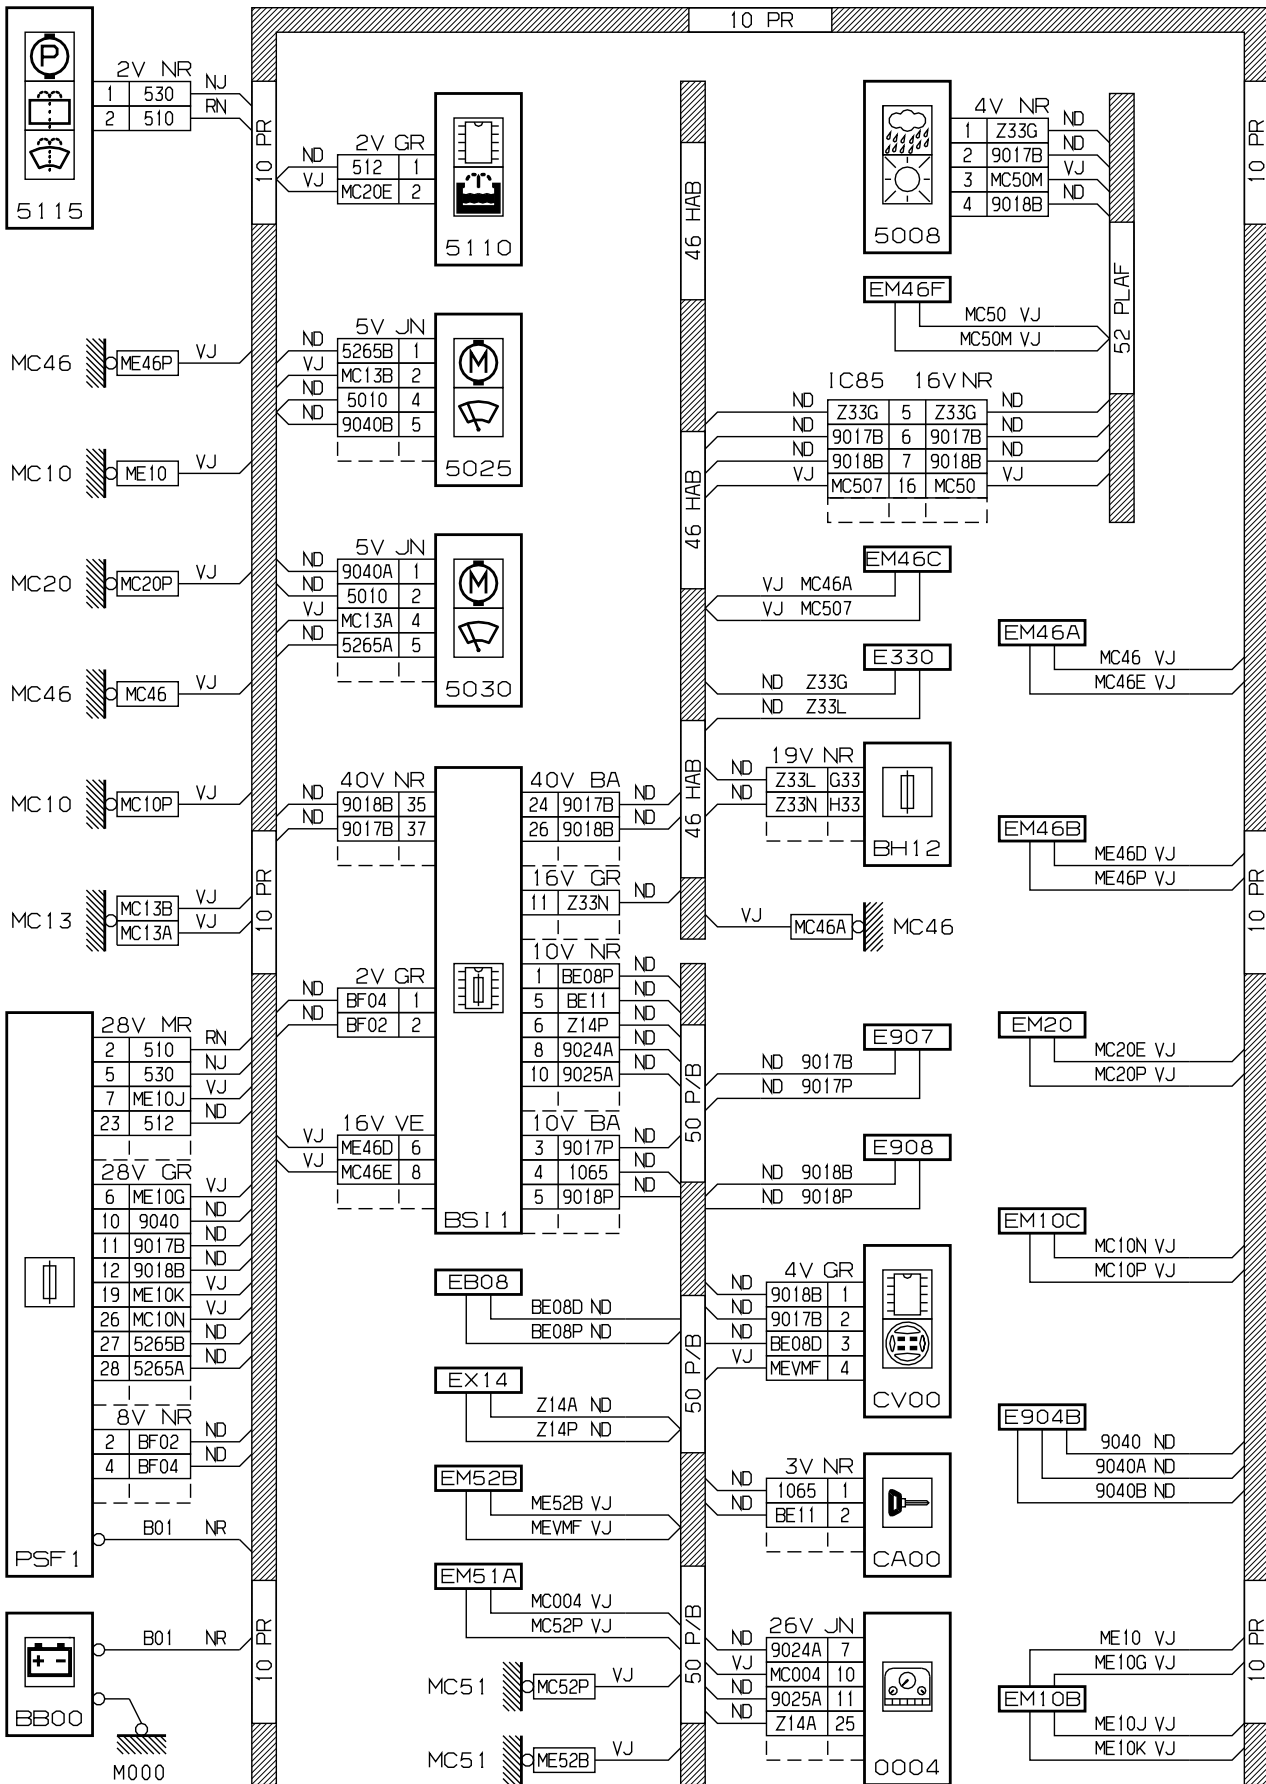 10 PR
2V NR
1 530 NJ
2 510 RN
5115
10 PR
2V GR
ND 512 1
VJ MC20E 2
5110
46 HAB
4V NR
1 Z33G ND
2 9017B ND
3 MC50M VJ
4 9018B ND
5008
10 PR
EM46F
MC50 VJ
MC50M VJ
52 PLAF
MC46 ME46P VJ
5V JN
ND 5265B 1
VJ MC13B 2
ND 5010 4
ND 9040B 5
5025
IC85 16V NR
ND Z33G 5 Z33G ND
ND 9017B 6 9017B ND
ND 9018B 7 9018B ND
VJ MC507 16 MC50 VJ
46 HAB
MC10 ME10 VJ
MC20 MC20P VJ
5V JN
ND 9040A 1
ND 5010 2
VJ MC13A 4
ND 5265A 5
5030
EM46C
VJ MC46A
VJ MC507
EM46A
MC46 VJ
MC46E VJ
E330
ND Z33G
ND Z33L
MC46 MC46 VJ
MC10 MC10P VJ
40V NR
ND 9018B 35
ND 9017B 37
40V BA
24 9017B ND
26 9018B ND
16V GR
11 Z33N ND
46 HAB
19V NR
ND Z33L G33
ND Z33N H33
BH12
EM46B
ME46D VJ
ME46P VJ
10 PR
10 PR
MC13 MC13B VJ
MC13A VJ
VJ MC46A MC46
10V NR
1 BE08P ND
5 BE11 ND
6 Z14P ND
8 9024A ND
10 9025A ND
2V GR
ND BF04 1
ND BF02 2
50 P/B
E907
ND 9017B
ND 9017P
EM20
MC20E VJ
MC20P VJ
28V MR
2 510 RN
5 530 NJ
7 ME10J VJ
23 512 ND
16V VE
VJ ME46D 6
VJ MC46E 8
10V BA
3 9017P ND
4 1065 ND
5 9018P ND
BSI1
E908
ND 9018B
ND 9018P
28V GR
6 ME10G VJ
10 9040 ND
11 9017B ND
12 9018B ND
19 ME10K VJ
26 MC10N VJ
27 5265B ND
28 5265A ND
EM10C
MC10N VJ
MC10P VJ
EB08
BE08D ND
BE08P ND
50 P/B
4V GR
ND 9018B 1
ND 9017B 2
ND BE08D 3
VJ MEVMF 4
CV00
EX14
Z14A ND
Z14P ND
8V NR
2 BF02 ND
4 BF04 ND
E904B
9040 ND
9040A ND
9040B ND
EM52B
ME52B VJ
MEVMF VJ
3V NR
ND 1065 1
ND BE11 2
CA00
B01 NR
PSF1
EM51A
MC004 VJ
MC52P VJ
50 P/B
B01 NR
BB00
M000
10 PR
MC51 MC52P VJ
MC51 ME52B VJ
26V JN
ND 9024A 7
VJ MC004 10
ND 9025A 11
ND Z14A 25
0004
ME10 VJ
ME10G VJ
EM10B
ME10J VJ
ME10K VJ
10 PR